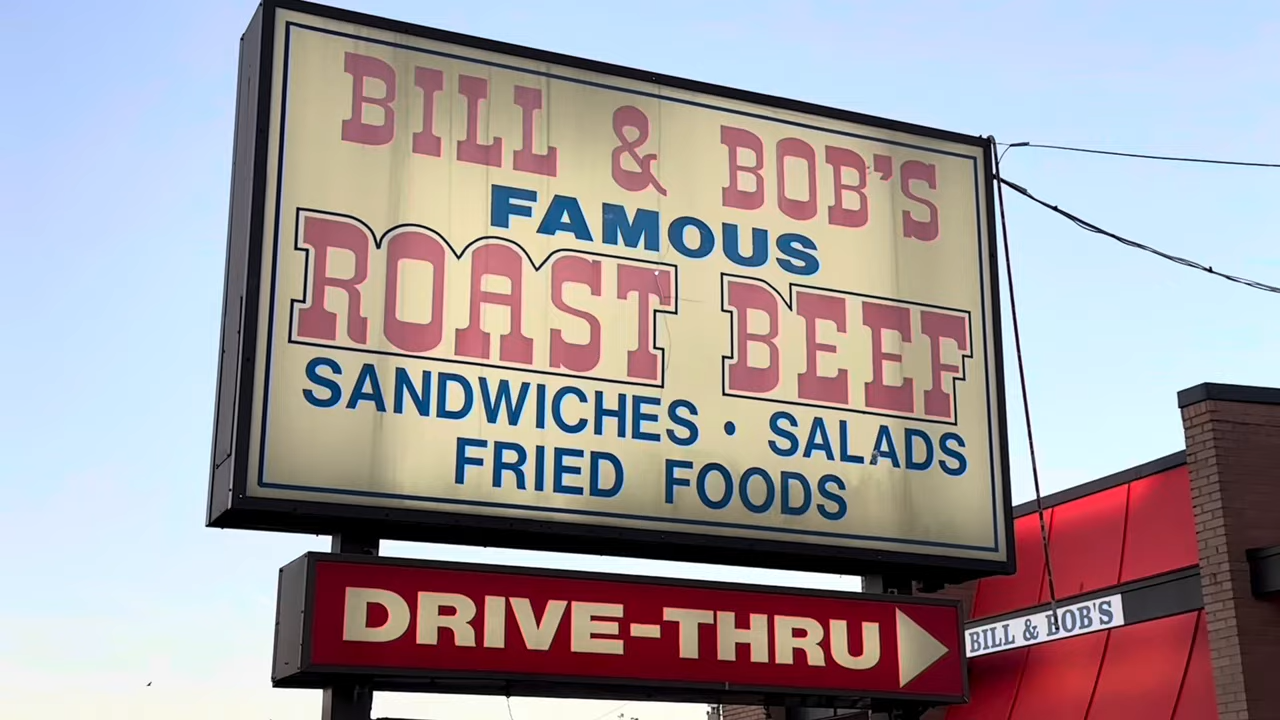 BILL & BOB'S
FAMOUS
ROAST BEEF
SANDWICHES · SALADS
FRIED FOODS
DRIVE-THRU
BILL & BOB'S